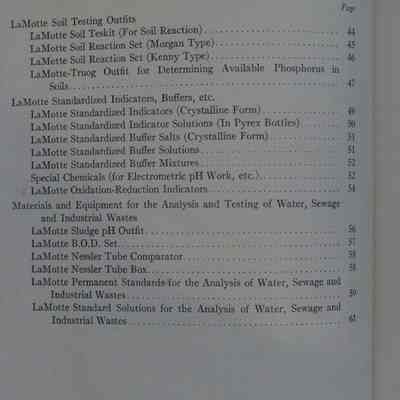 Page
LaMotte Soil Testing Outfits
LaMotte Soil Teskit (For Soil Reaction) 44
LaMotte Soil Reaction Set (Morgan Type) 45
LaMotte Soil Reaction Set (Kenny Type) 46
LaMotte-Truog Outfit for Determining Available Phosphorus in
Soils 47
LaMotte Standardized Indicators, Buffers, etc.
LaMotte Standardized Indicators (Crystalline Form) 49
LaMotte Standardized Indicator Solutions (In Pyrex Bottles) 50
LaMotte Standardized Buffer Salts (Crystalline Form) 51
LaMotte Standardized Buffer Solutions 51
LaMotte Standardized Buffer Mixtures 52
Special Chemicals (for Electrometric pH Work, etc.) 52
LaMotte Oxidation-Reduction Indicators 54
Materials and Equipment for the Analysis and Testing of Water, Sewage
and Industrial Wastes
LaMotte Sludge pH Outfit 56
LaMotte B.O.D. Set 57
LaMotte Nessler Tube Comparator 58
LaMotte Nessler Tube Box 58
LaMotte Permanent Standards for the Analysis of Water, Sewage and
Industrial Wastes 59
LaMotte Standard Solutions for the Analysis of Water, Sewage and
Industrial Wastes 61